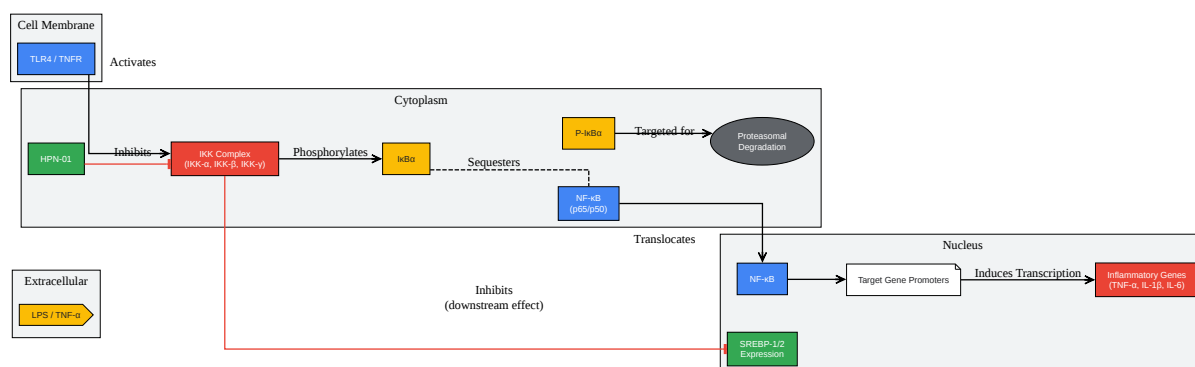 Cell Membrane
TLR4 / TNFR
Activates
Cytoplasm
HPN-01
Inhibits
IKK Complex
(IKK-α, IKK-β, IKK-γ)
Phosphorylates
IκBα
Sequesters
P-IκBα
Targeted for
Proteasomal
Degradation
NF-κB
(p65/p50)
Translocates
Nucleus
NF-κB
Target Gene Promoters
Induces Transcription
Inflammatory Genes
(TNF-α, IL-1β, IL-6)
Extracellular
LPS / TNF-α
Inhibits
(downstream effect)
SREBP-1/2
Expression